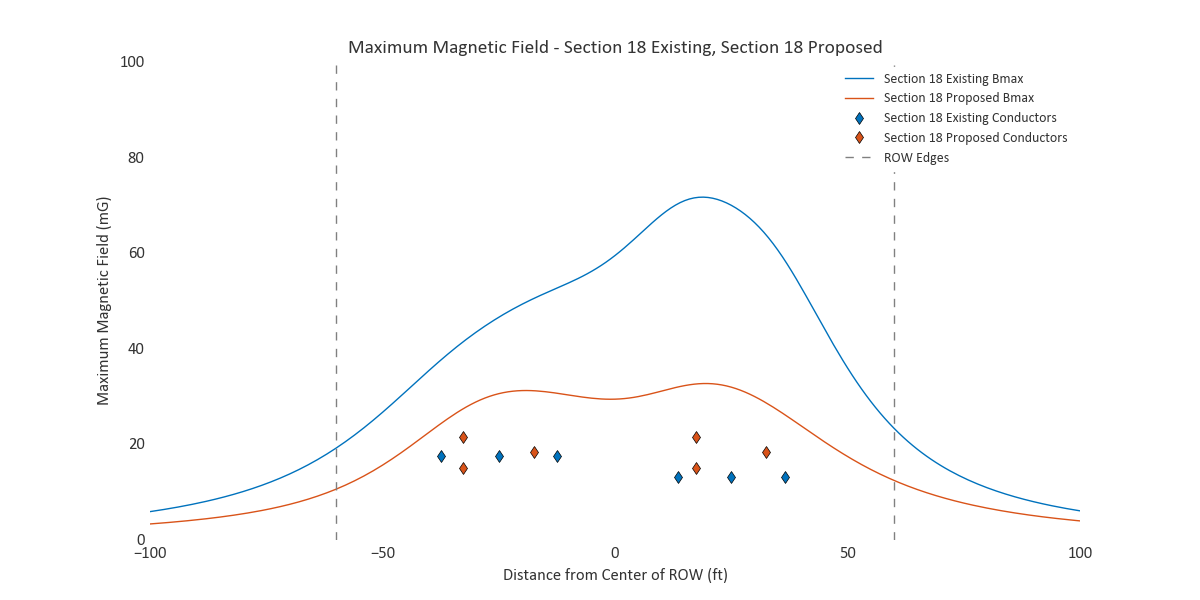 Maximum Magnetic Field - Section 18 Existing, Section 18 Proposed
100
80
60
40
20
0
Maximum Magnetic Field (mG)
Section 18 Existing Bmax
Section 18 Proposed Bmax
Section 18 Existing Conductors
Section 18 Proposed Conductors
ROW Edges
−100
−50
0
50
100
Distance from Center of ROW (ft)